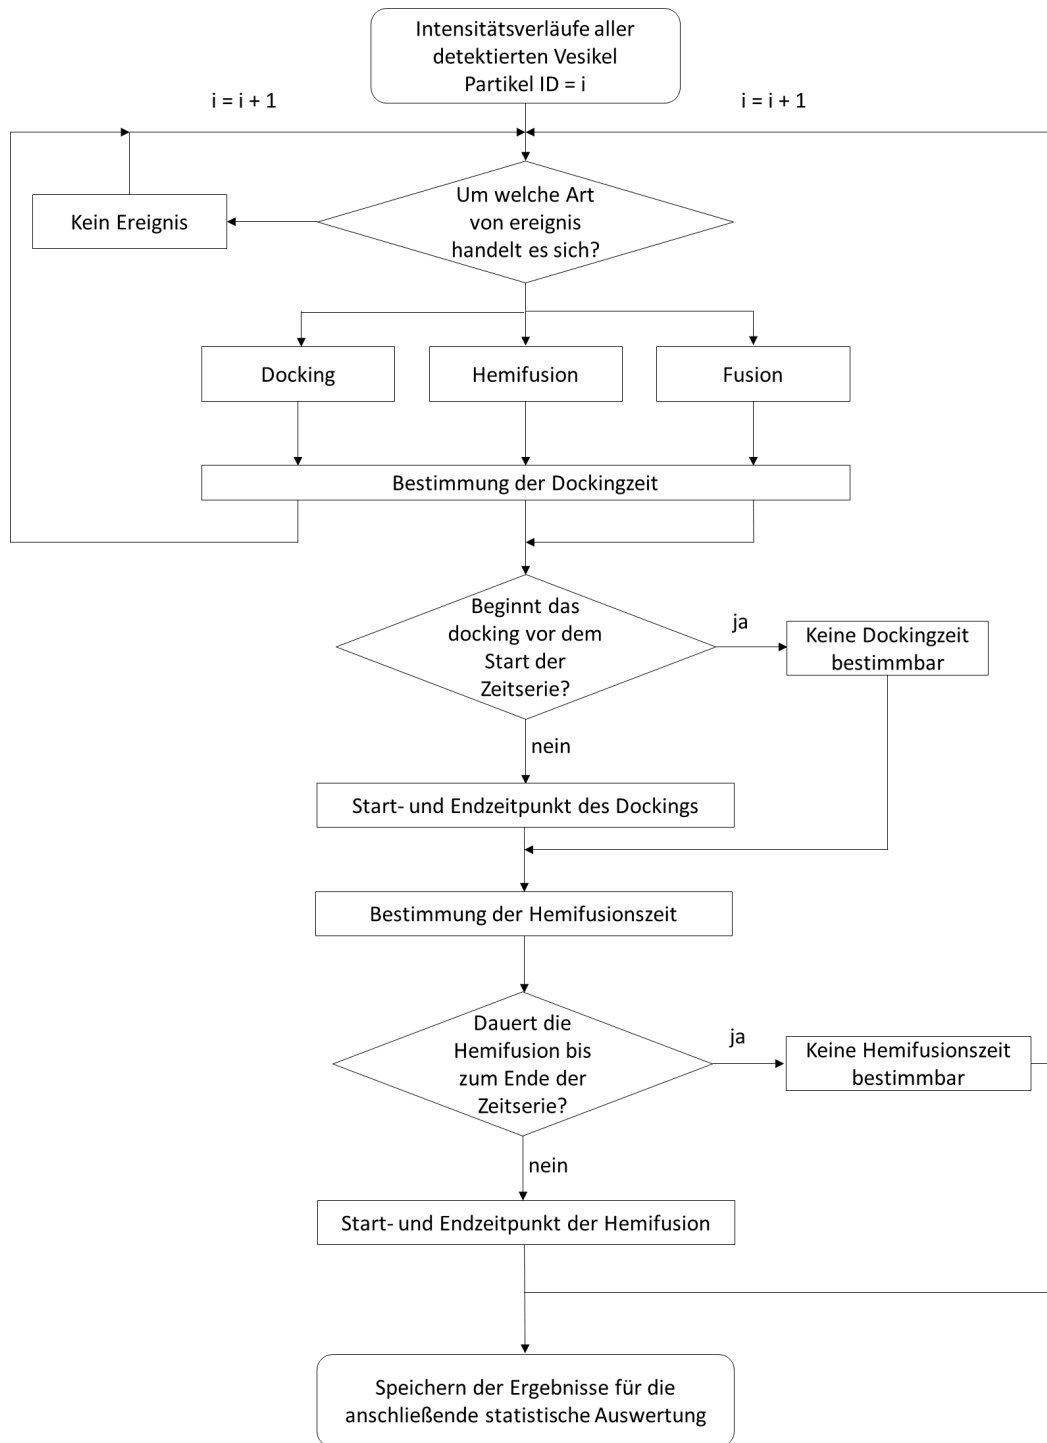 Intensitätsverläufe aller
detektierten Vesikel
Partikel ID = i
i = i + 1
i = i + 1
Um welche Art
von ereignis
handelt es sich?
Kein Ereignis
Docking
Hemifusion
Fusion
Bestimmung der Dockingzeit
Beginnt das
docking vor dem
Start der
Zeitserie?
ja
Keine Dockingzeit
bestimmbar
nein
Start- und Endzeitpunkt des Dockings
Bestimmung der Hemifusionszeit
Dauert die
Hemifusion bis
zum Ende der
Zeitserie?
ja
Keine Hemifusionszeit
bestimmbar
nein
Start- und Endzeitpunkt der Hemifusion
Speichern der Ergebnisse für die
anschließende statistische Auswertung